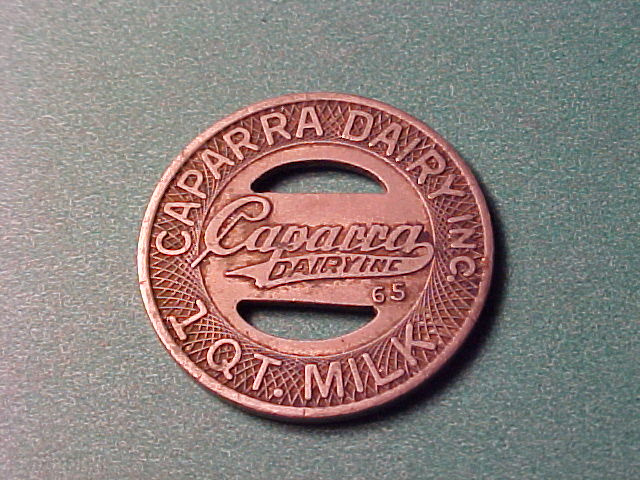 CAPARRA DAIRY INC.
Caparra
DAIRY INC
65
1 QT. MILK